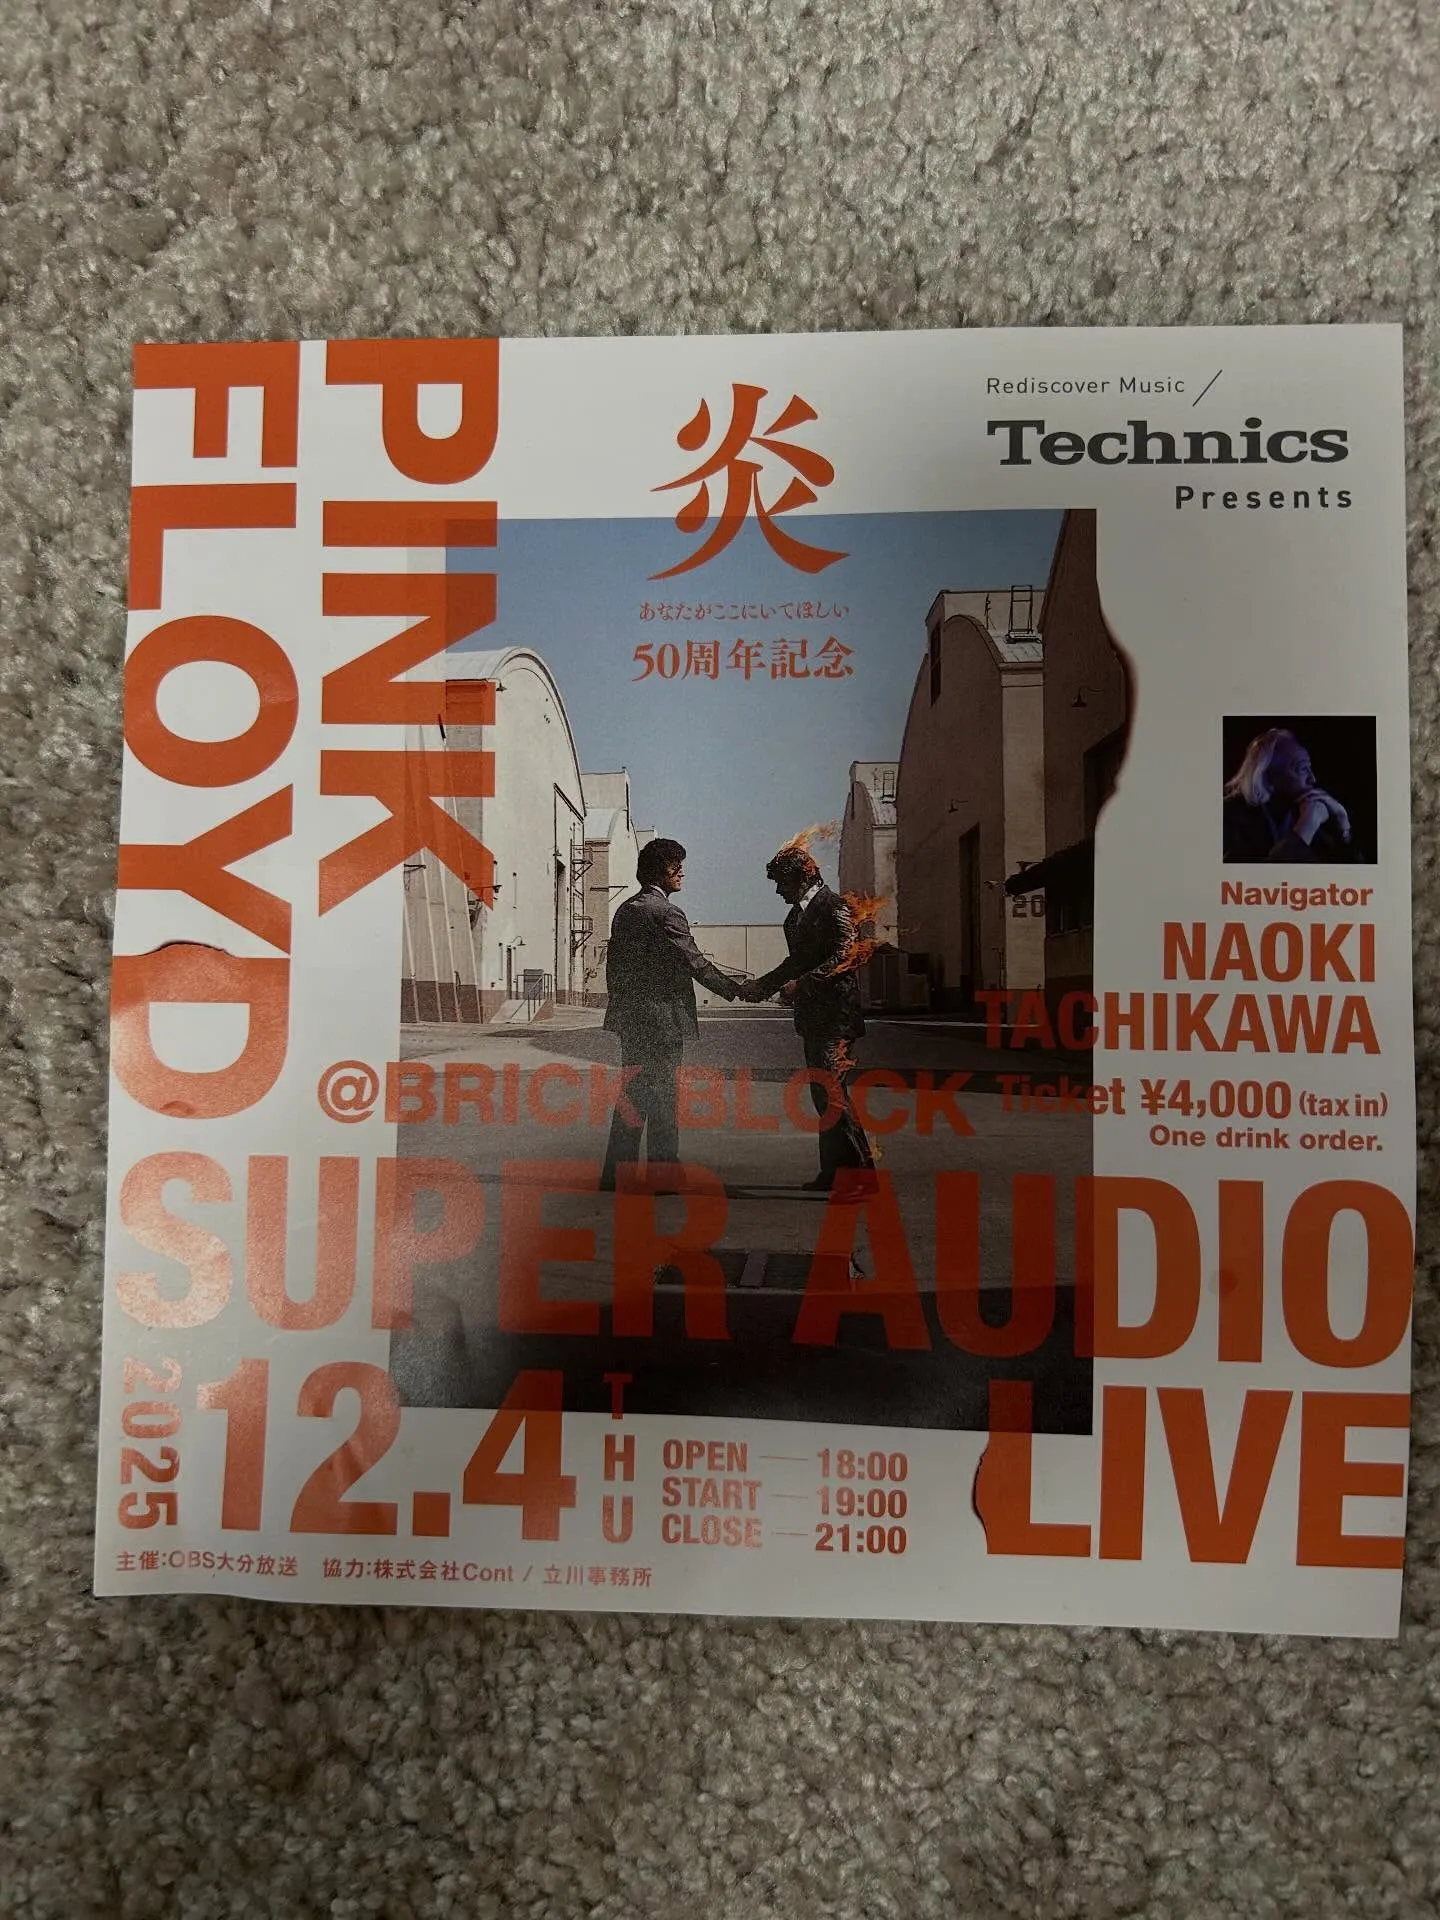 PINK
FLOYD
炎
あなたがここにいてほしい
50周年記念
Rediscover Music
Technics
Presents
20
Navigator
NAOKI
TACHIKAWA
Ticket ¥4,000 (tax in)
One drink order.
@BRICK BLOCK
SUPER AUDIO
LIVE
2025
12.4
THU
OPEN — 18:00
START — 19:00
CLOSE — 21:00
主催:OBS大分放送 協力:株式会社Cont / 立川事務所